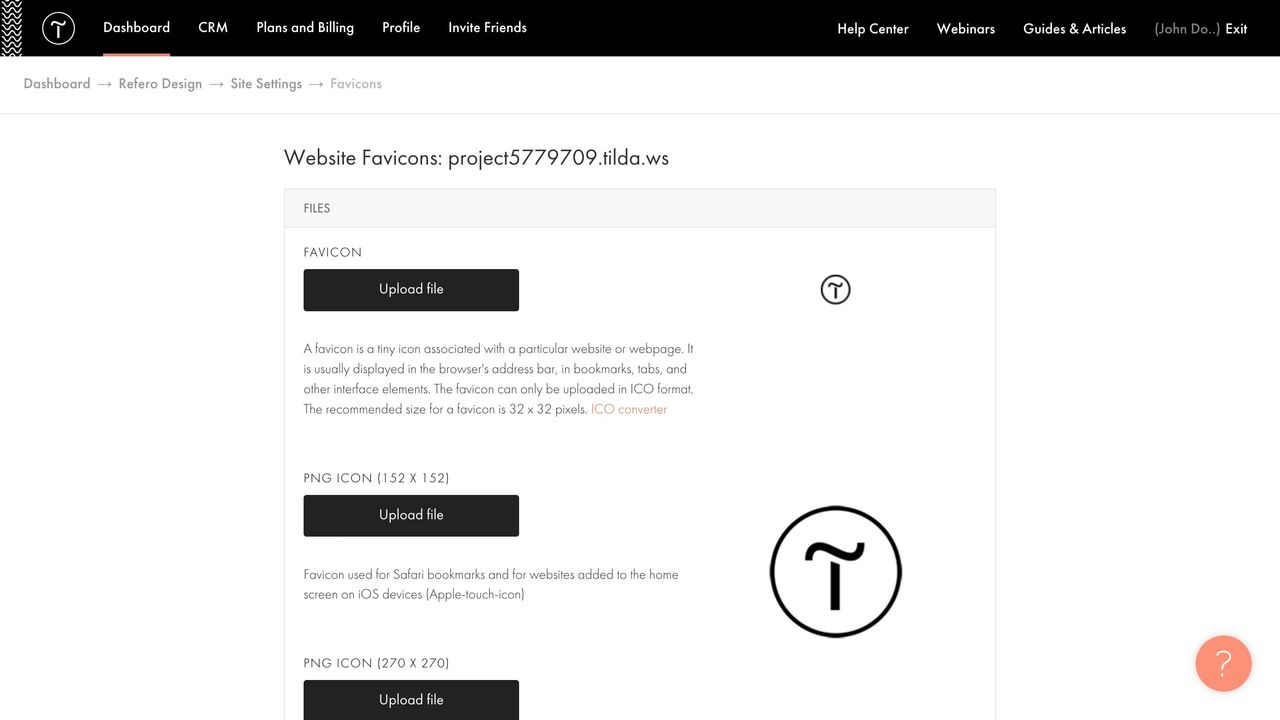 Dashboard CRM Plans and Billing Profile Invite Friends Help Center Webinars Guides & Articles (John Do..) Exit
Dashboard → Refero Design → Site Settings → Favicons
Website Favicons: project5779709.tilda.ws
FILES
FAVICON
Upload file
A favicon is a tiny icon associated with a particular website or webpage. It
is usually displayed in the browser's address bar, in bookmarks, tabs, and
other interface elements. The favicon can only be uploaded in ICO format.
The recommended size for a favicon is 32 x 32 pixels. ICO converter
PNG ICON (152 X 152)
Upload file
Favicon used for Safari bookmarks and for websites added to the home
screen on iOS devices (Apple-touch-icon)
PNG ICON (270 X 270)
Upload file
?